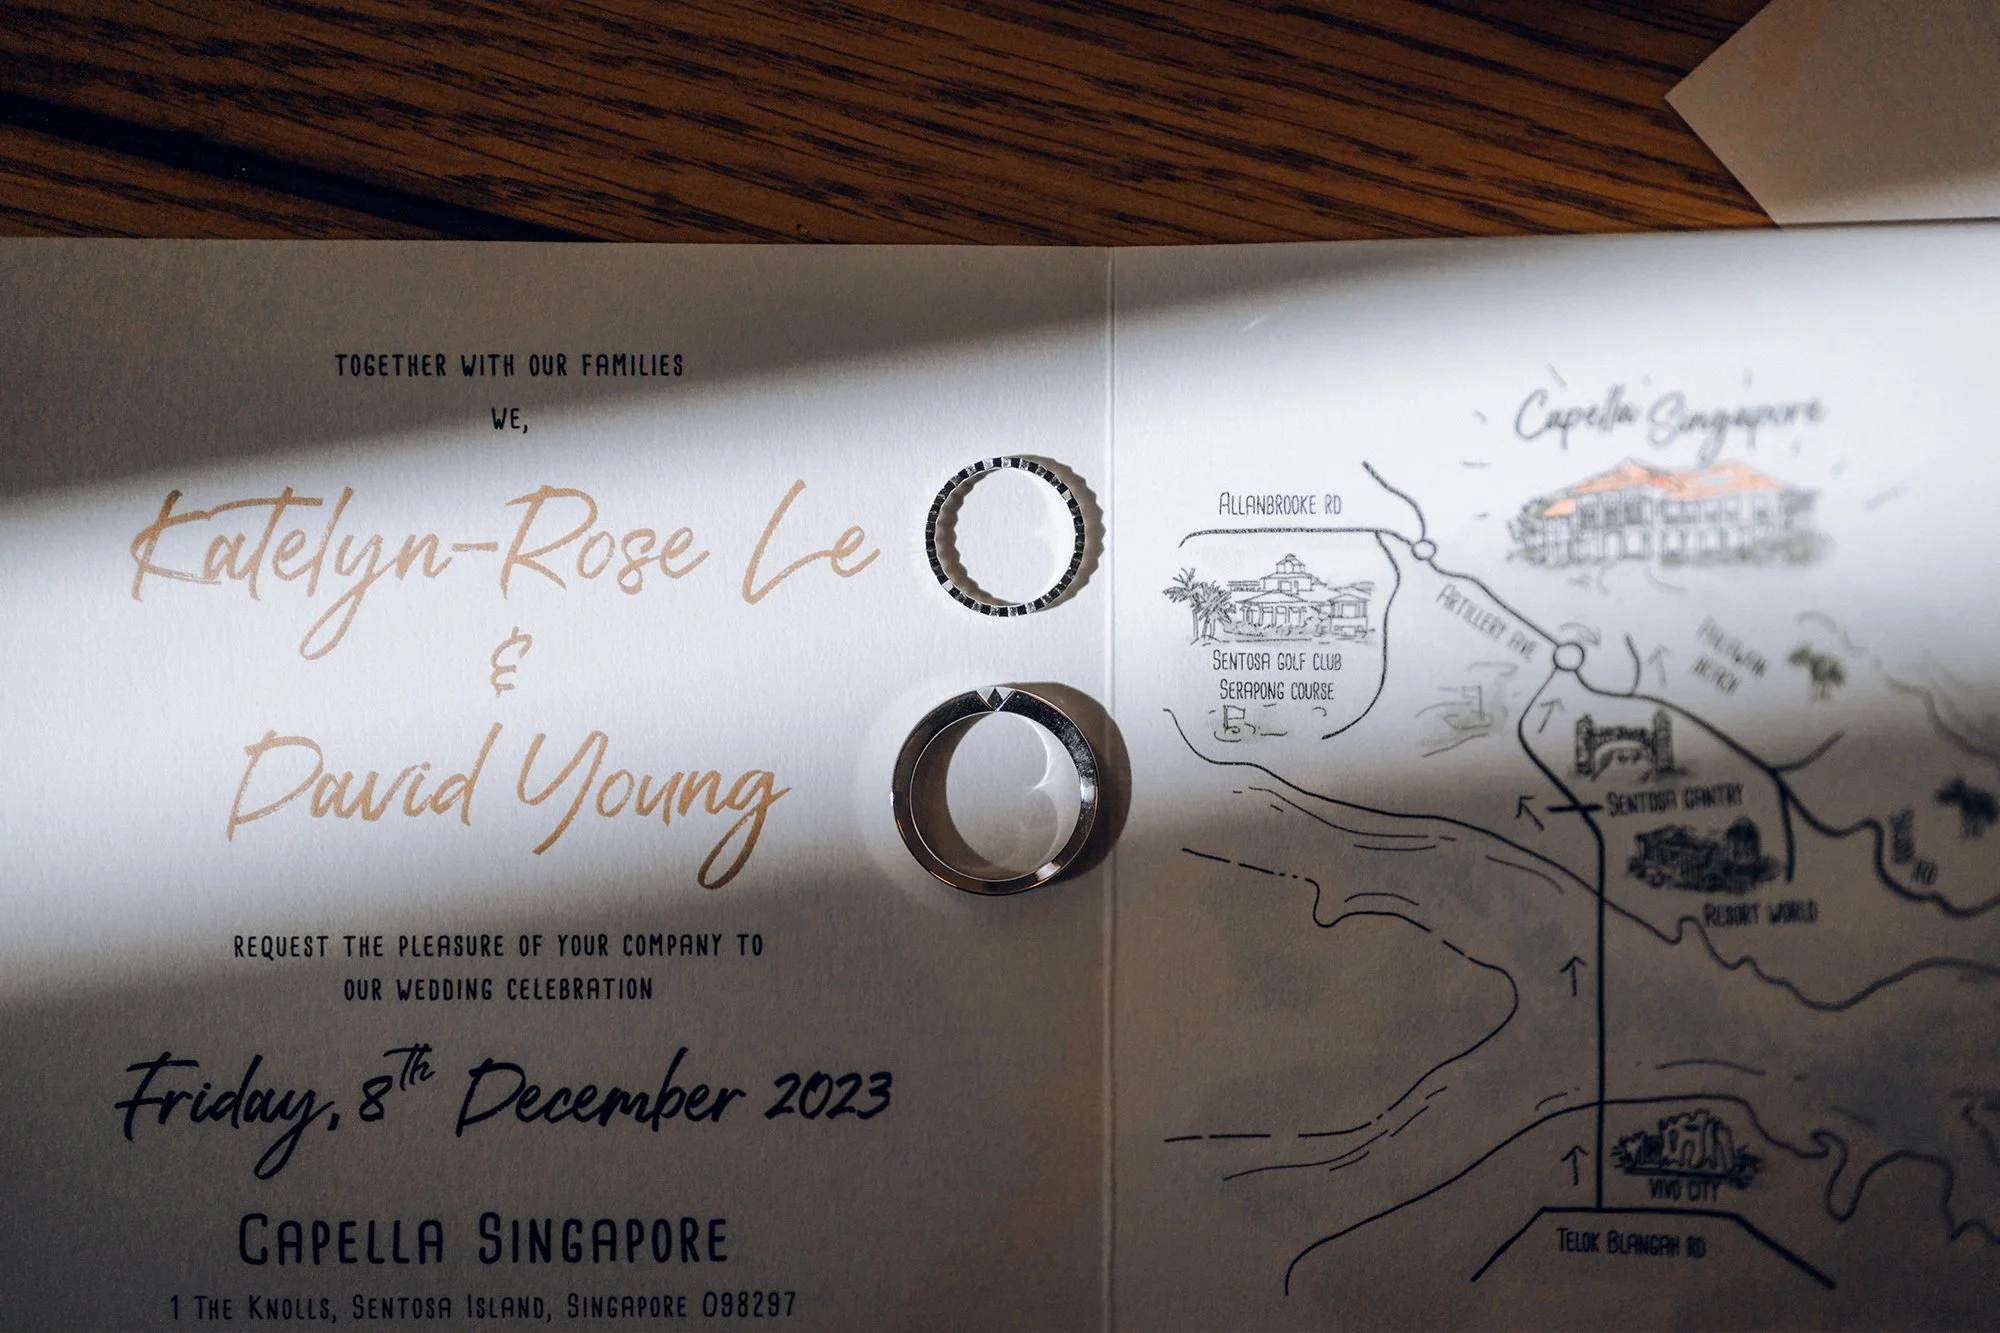 TOGETHER WITH OUR FAMILIES
WE,
Katelyn-Rose Le
&
David Young
REQUEST THE PLEASURE OF YOUR COMPANY TO
OUR WEDDING CELEBRATION
Friday, 8th December 2023
CAPELLA SINGAPORE
1 THE KNOLLS, SENTOSA ISLAND, SINGAPORE 098297
Capella Singapore
ALLANBROOKE RD
ARTILLERY AVE
SENTOSA GOLF CLUB
SERAPONG COURSE
PALAWAN
BEACH
SENTOSA GANTRY
RESORT WORLD
RD
VIVO CITY
TELOK BLANGAH RD